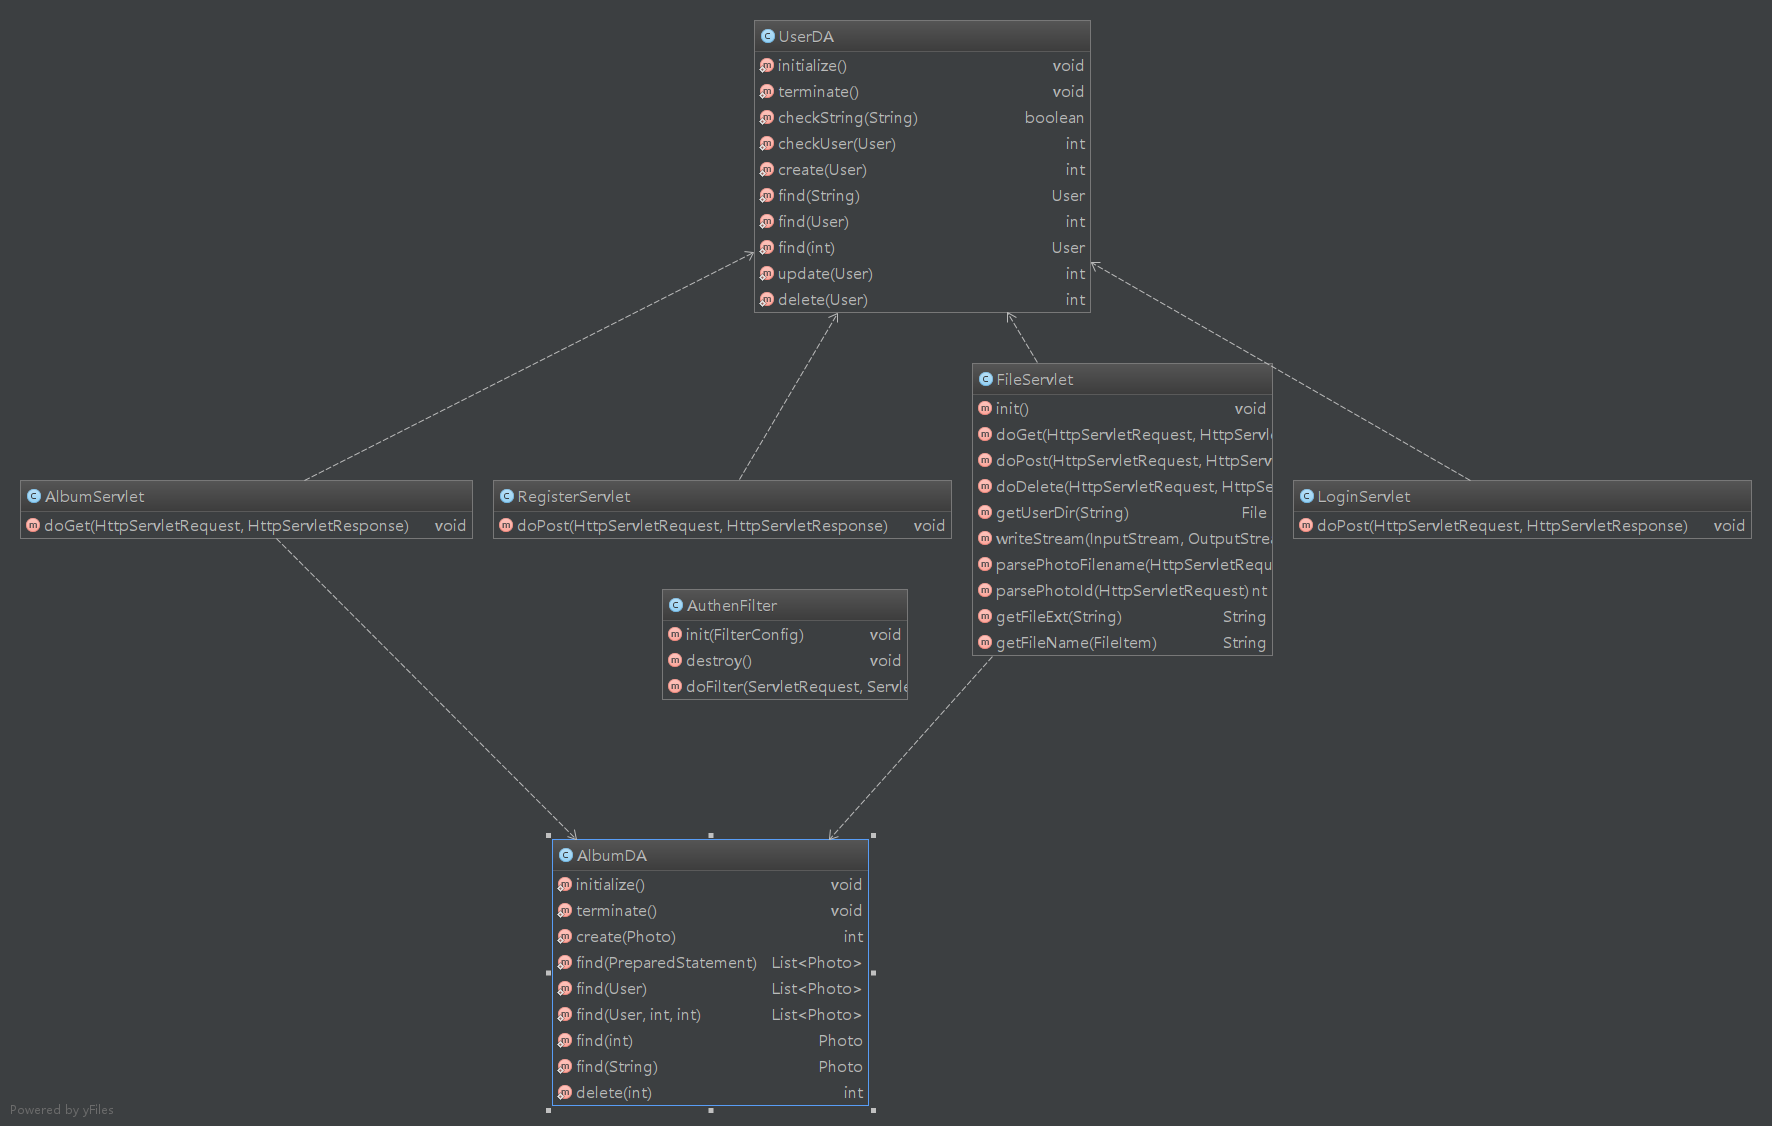 UserDA
initialize() void
terminate() void
checkString(String) boolean
checkUser(User) int
create(User) int
find(String) User
find(User) int
find(int) User
update(User) int
delete(User) int
AlbumServlet
doGet(HttpServletRequest, HttpServletResponse) void
RegisterServlet
doPost(HttpServletRequest, HttpServletResponse) void
FileServlet
init() void
doGet(HttpServletRequest, HttpServl
doPost(HttpServletRequest, HttpServ
doDelete(HttpServletRequest, HttpSe
getUserDir(String) File
writeStream(InputStream, OutputStre
parsePhotoFilename(HttpServletRequ
parsePhotoId(HttpServletRequest) nt
getFileExt(String) String
getFileName(FileItem) String
LoginServlet
doPost(HttpServletRequest, HttpServletResponse) void
AuthenFilter
init(FilterConfig) void
destroy() void
doFilter(ServletRequest, Servle
AlbumDA
initialize() void
terminate() void
create(Photo) int
find(PreparedStatement) List<Photo>
find(User) List<Photo>
find(User, int, int) List<Photo>
find(int) Photo
find(String) Photo
delete(int) int
Powered by yFiles